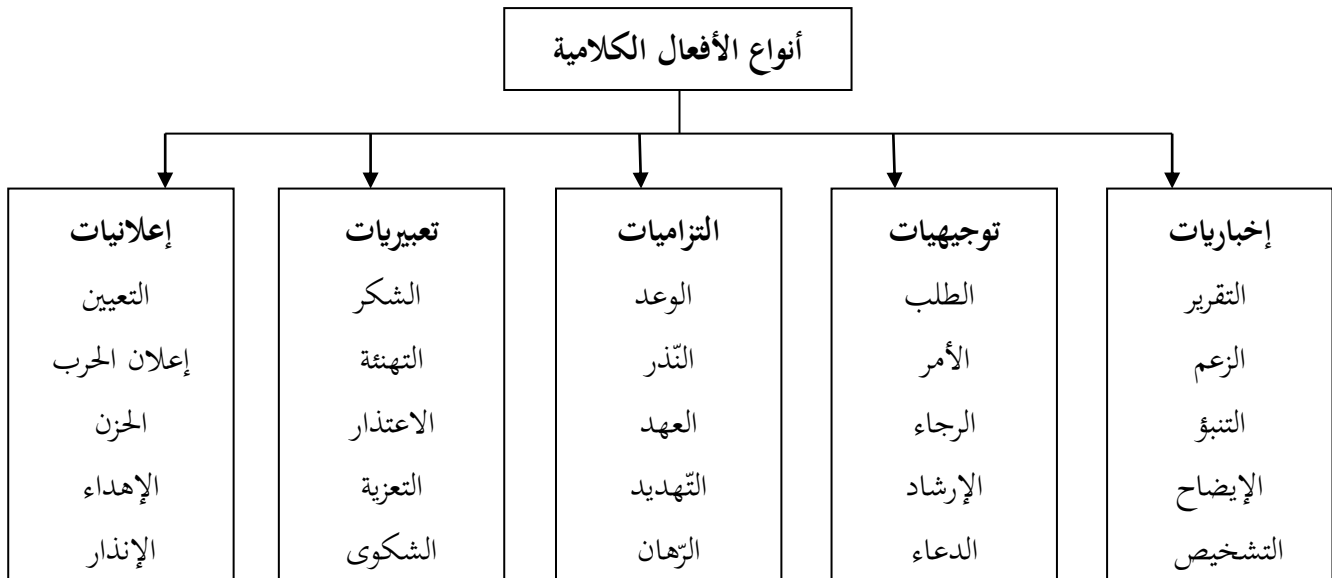 أنواع الأفعال الكلامية
إخباريات
التقرير
الزعم
التنبؤ
الإيضاح
التشخيص
توجيهيات
الطلب
الأمر
الرجاء
الإرشاد
الدعاء
التزاميات
الوعد
النّذر
العهد
التّهديد
الرّهان
تعبيريات
الشكر
التهنئة
الاعتذار
التعزية
الشكوى
إعلانيات
التعيين
إعلان الحرب
الحزن
الإهداء
الإنذار